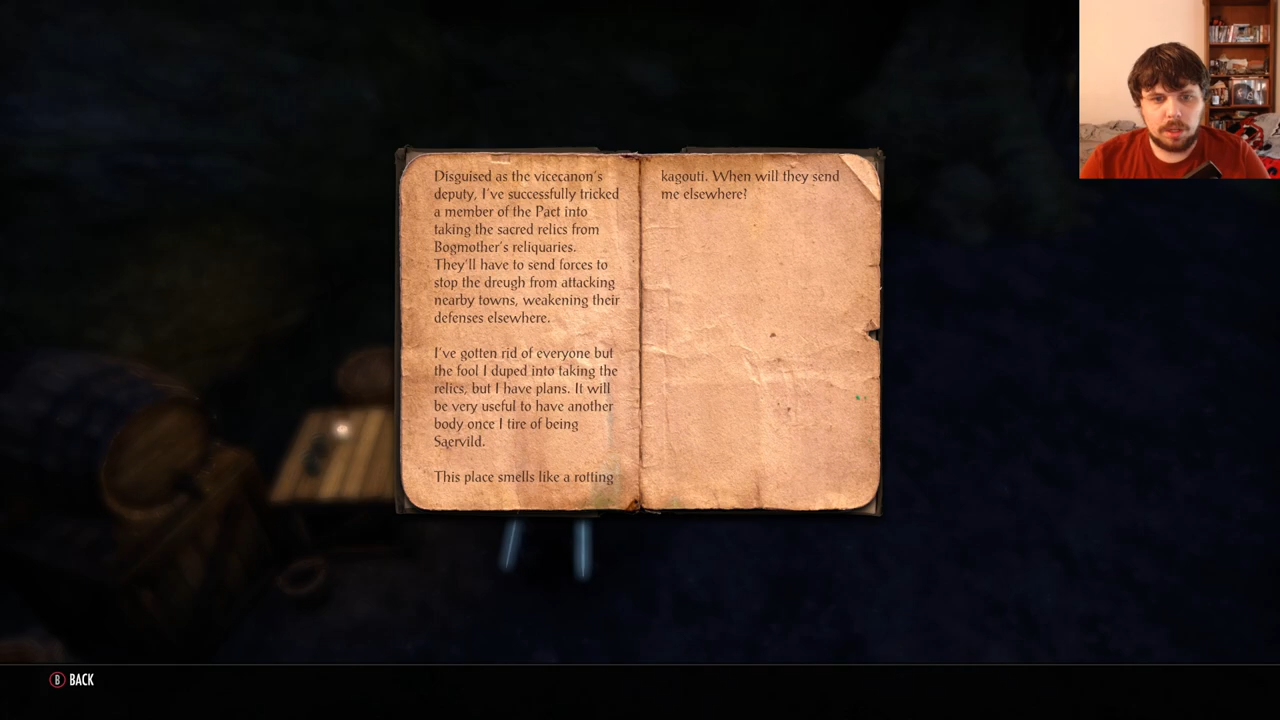 Disguised as the vicecanon's
deputy, I've successfully tricked
a member of the Pact into
taking the sacred relics from
Bogmother's reliquaries.
They'll have to send forces to
stop the dreugh from attacking
nearby towns, weakening their
defenses elsewhere.
I've gotten rid of everyone but
the fool I duped into taking the
relics, but I have plans. It will
be very useful to have another
body once I tire of being
Saervild.
This place smells like a rotting
kagouti. When will they send
me elsewhere?
B BACK